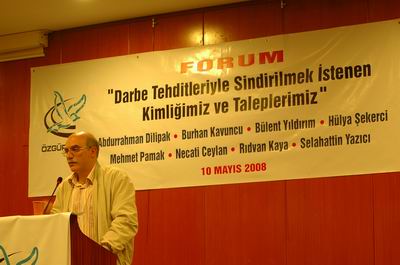 FORUM
"Darbe Tehditleriyle Sindirilmek İstenen
Kimliğimiz ve Taleplerimiz"
Abdurrahman Dilipak • Burhan Kavuncu • Bülent Yıldırım • Hülya Şekerci
Mehmet Pamak • Necati Ceylan • Rıdvan Kaya • Selahattin Yazıcı
10 MAYIS 2008